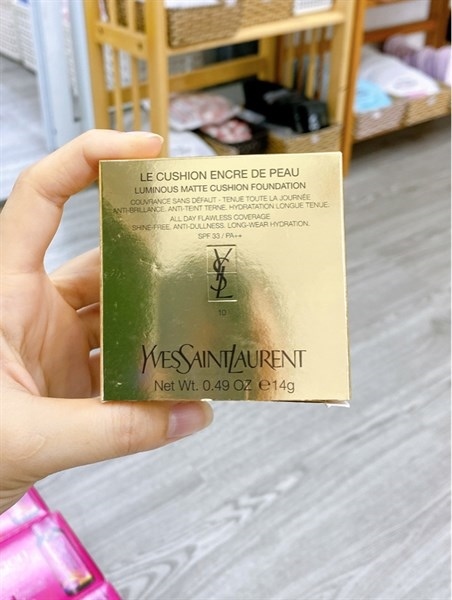 LE CUSHION ENCRE DE PEAU
LUMINOUS MATTE CUSHION FOUNDATION
COUVRANCE SANS DÉFAUT - TENUE TOUTE LA JOURNÉE
ANTI-BRILLANCE. ANTI-TEINT TERNE. HYDRATATION LONGUE TENUE.
ALL DAY FLAWLESS COVERAGE
SHINE-FREE. ANTI-DULLNESS. LONG-WEAR HYDRATION.
SPF 33 / PA++
YSL
10
YVESSAINTLAURENT
Net Wt. 0.49 OZ ℮14g